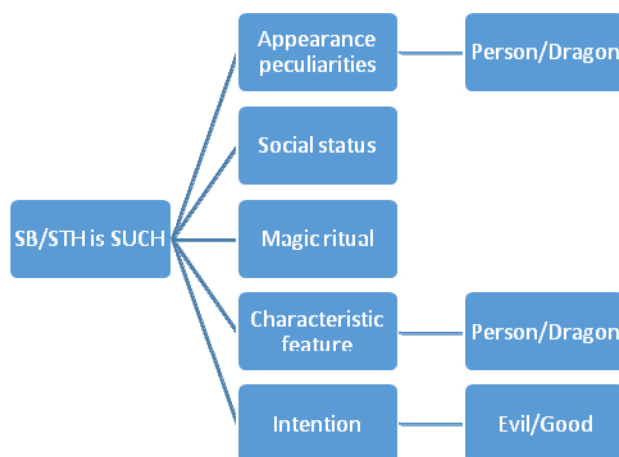 Appearance
peculiarities
Person/Dragon
Social status
SB/STH is SUCH
Magic ritual
Characteristic
feature
Person/Dragon
Intention
Evil/Good